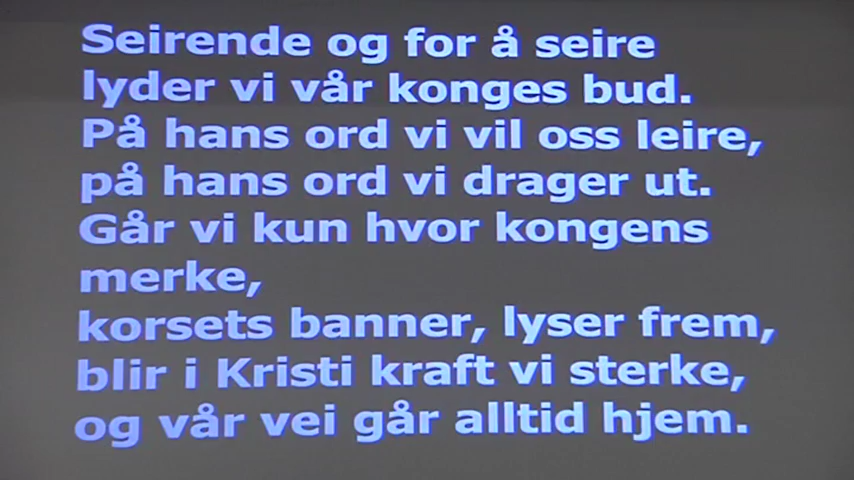 Seirende og for å seire
lyder vi vår konges bud.
På hans ord vi vil oss leire,
på hans ord vi drager ut.
Går vi kun hvor kongens
merke,
korsets banner, lyser frem,
blir i Kristi kraft vi sterke,
og vår vei går alltid hjem.